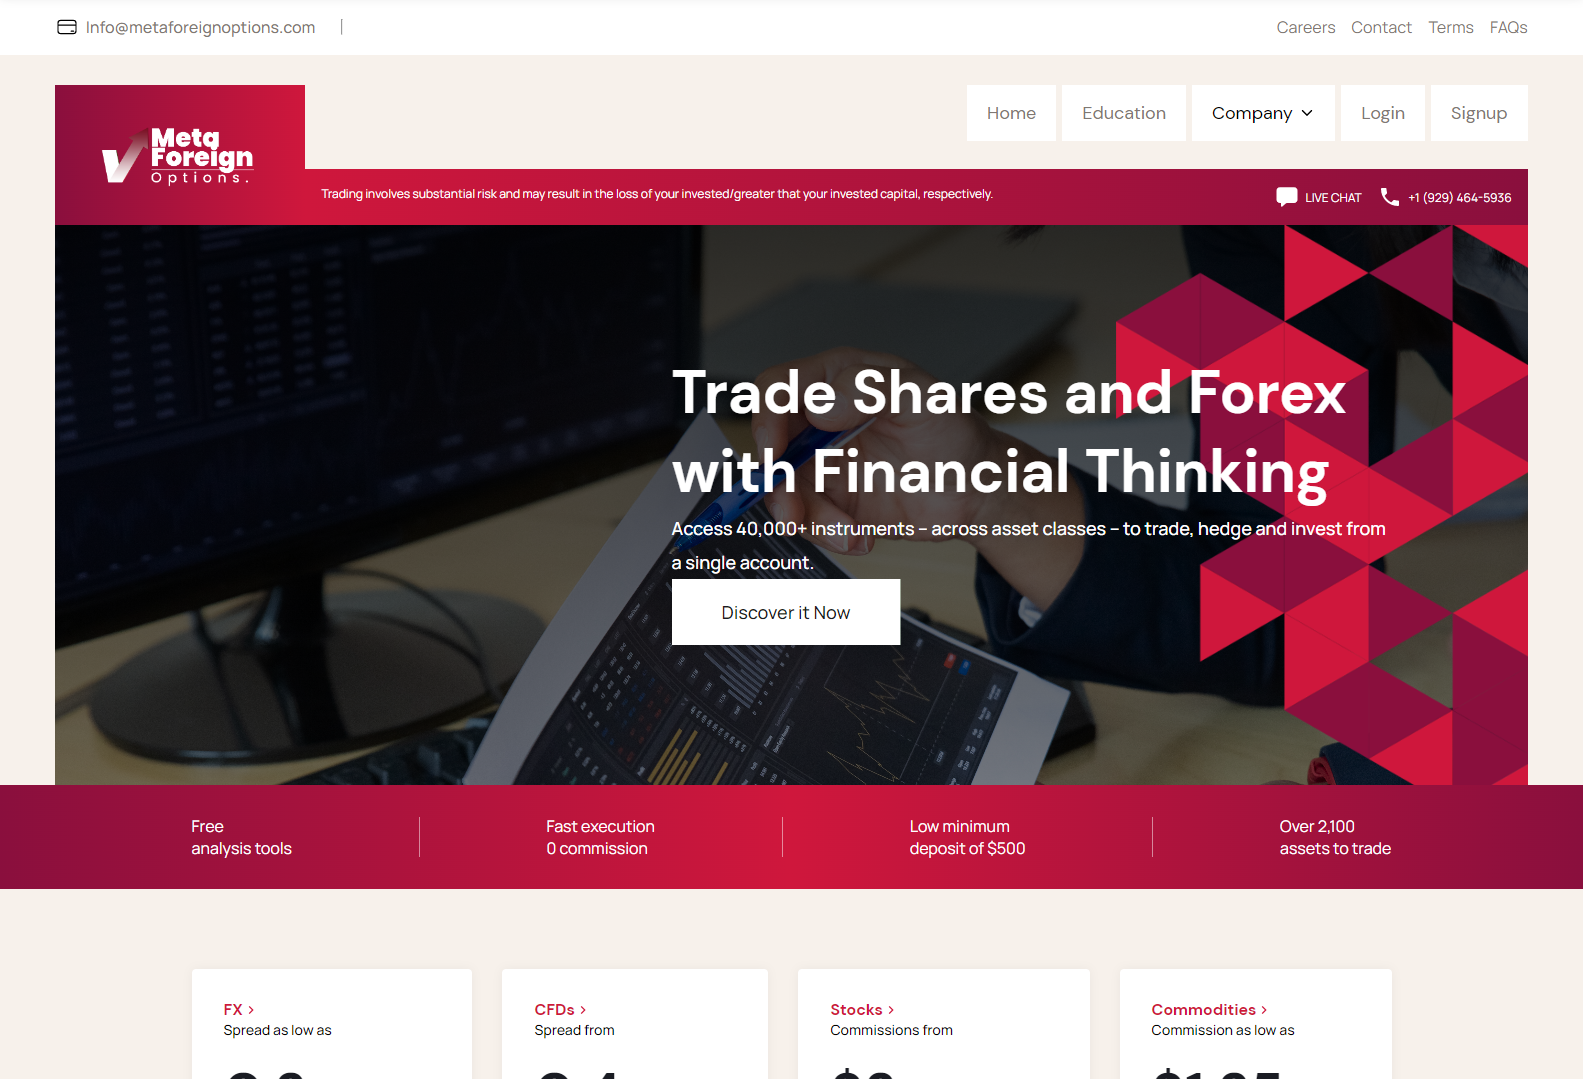 Info@metaforeignoptions.com
Careers Contact Terms FAQs
Meta
Foreign
Options.
Home Education Company Login Signup
Trading involves substantial risk and may result in the loss of your invested/greater that your invested capital, respectively.
LIVE CHAT +1 (929) 464-5936
Trade Shares and Forex
with Financial Thinking
Access 40,000+ instruments – across asset classes – to trade, hedge and invest from
a single account.
Discover it Now
Free
analysis tools
Fast execution
0 commission
Low minimum
deposit of $500
Over 2,100
assets to trade
FX >
Spread as low as
CFDs >
Spread from
Stocks >
Commissions from
Commodities >
Commission as low as